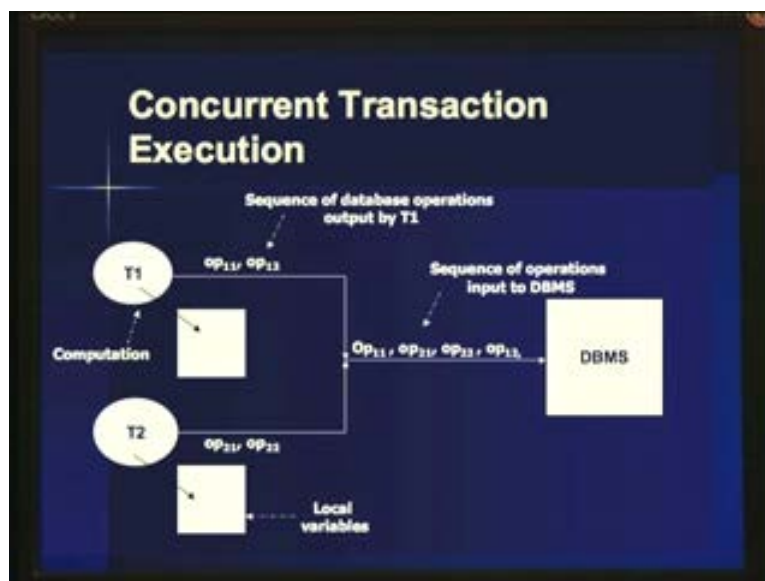 Concurrent Transaction
Execution
Sequence of database operations
output by T1
T1
op₁₁, op₁₂
Sequence of operations
input to DBMS
Computation
Op₁₁ , op₂₁, op₂₂ , op₁₂,
DBMS
T2
op₂₁, op₂₂
Local
variables